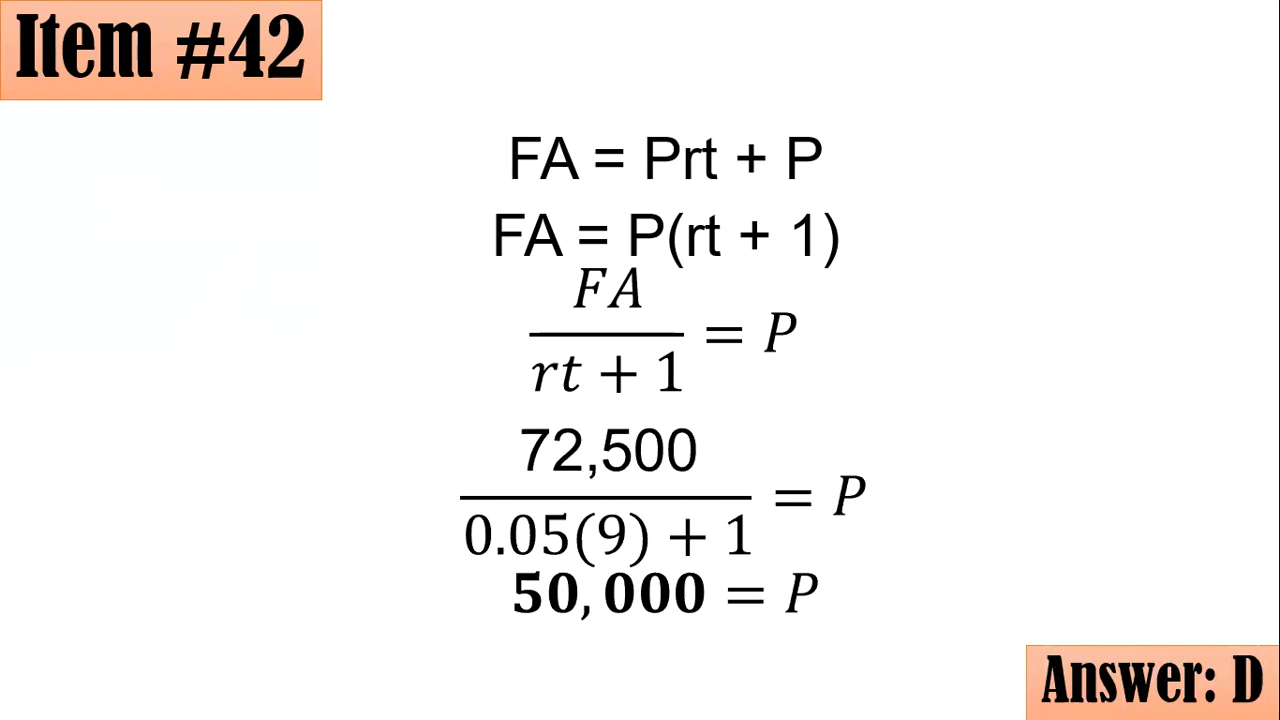 Item #42
FA = Prt + P
FA = P(rt + 1)
FA
rt + 1
= P
72,500
0.05(9) + 1
= P
50,000 = P
Answer: D